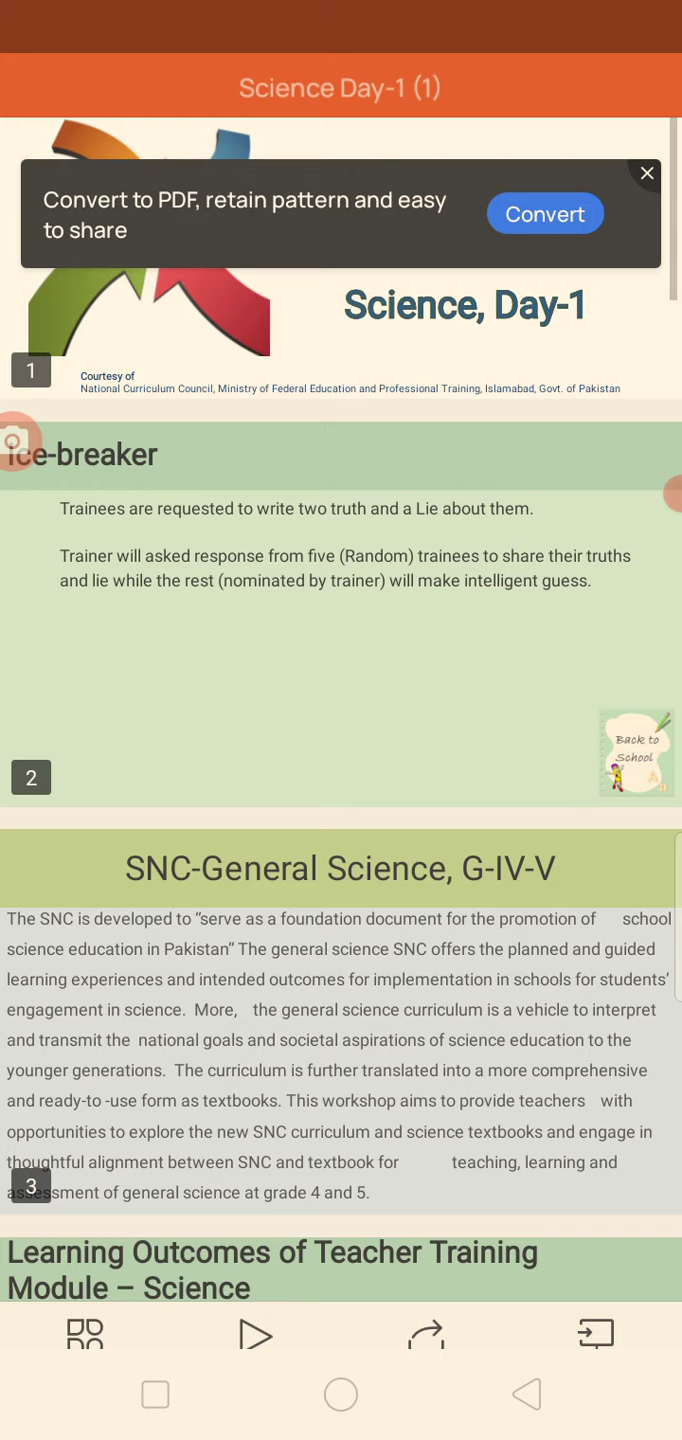 Science Day-1 (1)
Convert to PDF, retain pattern and easy
to share
Convert
Science, Day-1
1
Courtesy of
National Curriculum Council, Ministry of Federal Education and Professional Training, Islamabad, Govt. of Pakistan
Ice-breaker
Trainees are requested to write two truth and a Lie about them.
Trainer will asked response from five (Random) trainees to share their truths
and lie while the rest (nominated by trainer) will make intelligent guess.
Back to
School
2
SNC-General Science, G-IV-V
The SNC is developed to “serve as a foundation document for the promotion of school
science education in Pakistan” The general science SNC offers the planned and guided
learning experiences and intended outcomes for implementation in schools for students’
engagement in science. More, the general science curriculum is a vehicle to interpret
and transmit the national goals and societal aspirations of science education to the
younger generations. The curriculum is further translated into a more comprehensive
and ready-to -use form as textbooks. This workshop aims to provide teachers with
opportunities to explore the new SNC curriculum and science textbooks and engage in
thoughtful alignment between SNC and textbook for teaching, learning and
assessment of general science at grade 4 and 5.
3
Learning Outcomes of Teacher Training
Module – Science